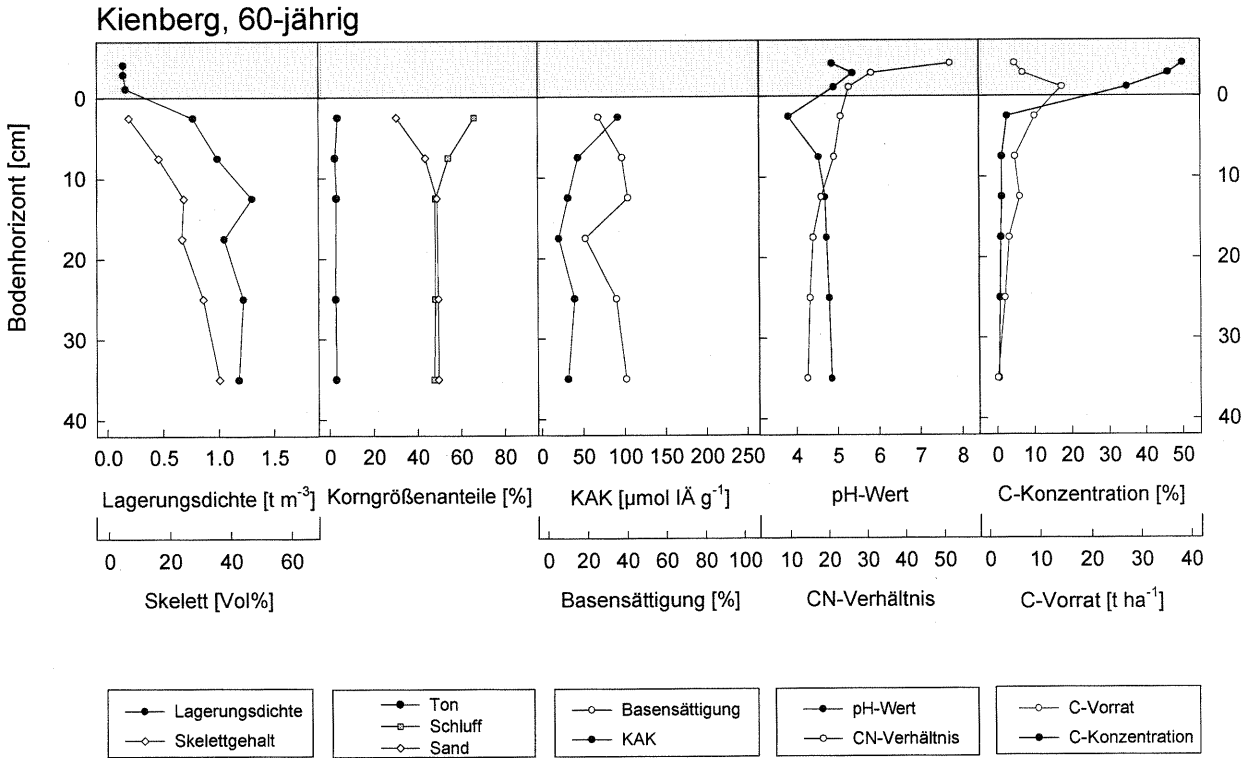 Kienberg, 60-jährig
Bodenhorizont [cm]
0
10
20
30
40
0
10
20
30
40
0.0 0.5 1.0 1.5
0 20 40 60 80
0 50 100 150 200 250
4 5 6 7 8
0 10 20 30 40 50
Lagerungsdichte [t m⁻³]
Korngrößenanteile [%]
KAK [µmol IÄ g⁻¹]
pH-Wert
C-Konzentration [%]
0 20 40 60
0 20 40 60 80 100
10 20 30 40 50
0 10 20 30 40
Skelett [Vol%]
Basensättigung [%]
CN-Verhältnis
C-Vorrat [t ha⁻¹]
Lagerungsdichte
Skelettgehalt
Ton
Schluff
Sand
Basensättigung
KAK
pH-Wert
CN-Verhältnis
C-Vorrat
C-Konzentration